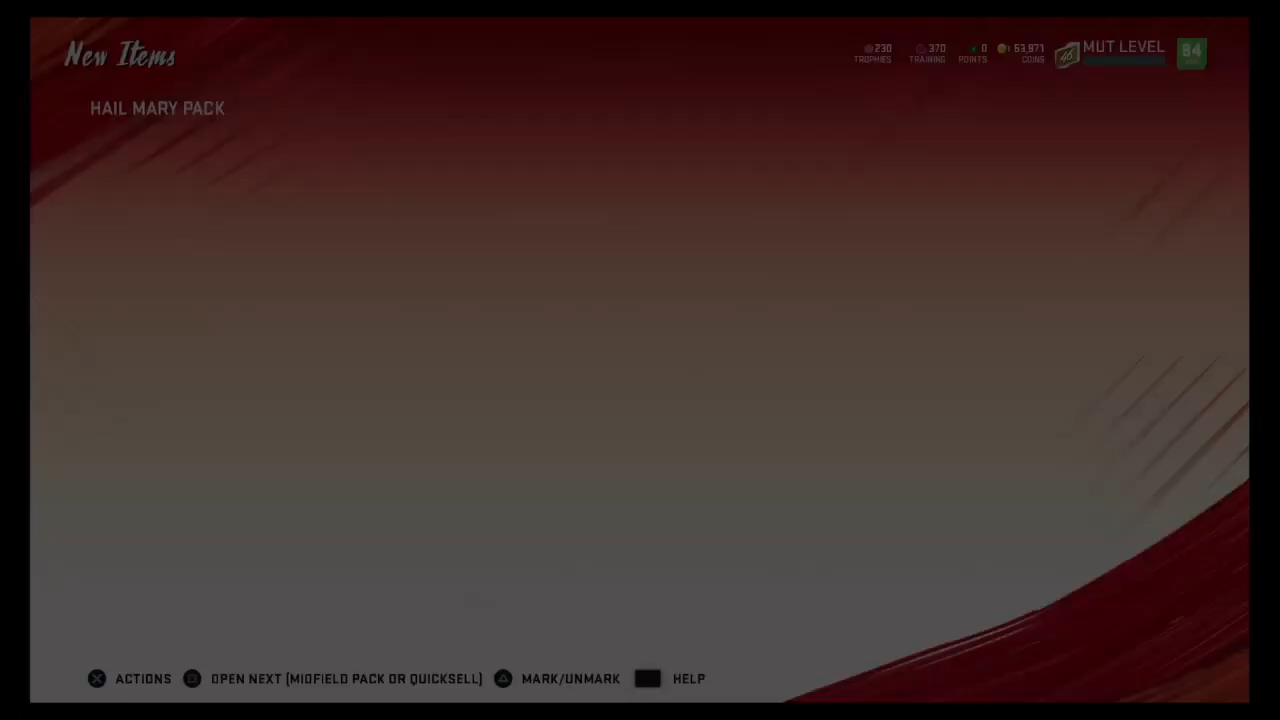 New Items
230 TROPHIES
370 TRAINING
0 POINTS
53,971 COINS
46
MUT LEVEL
84
HAIL MARY PACK
ACTIONS
OPEN NEXT (MIDFIELD PACK OR QUICKSELL)
MARK/UNMARK
HELP